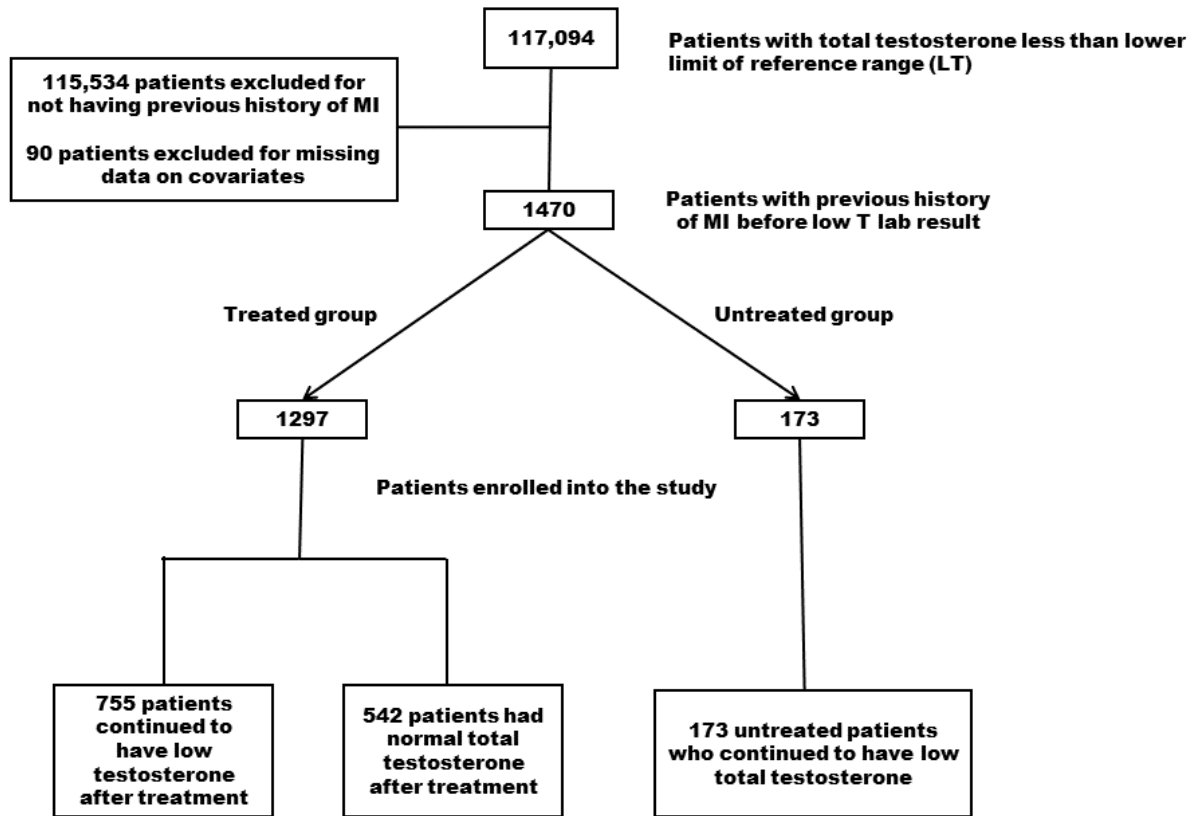 117,094
Patients with total testosterone less than lower
limit of reference range (LT)
115,534 patients excluded for
not having previous history of MI
90 patients excluded for missing
data on covariates
1470
Patients with previous history
of MI before low T lab result
Treated group
Untreated group
1297
173
Patients enrolled into the study
755 patients
continued to
have low
testosterone
after treatment
542 patients had
normal total
testosterone
after treatment
173 untreated patients
who continued to have low
total testosterone